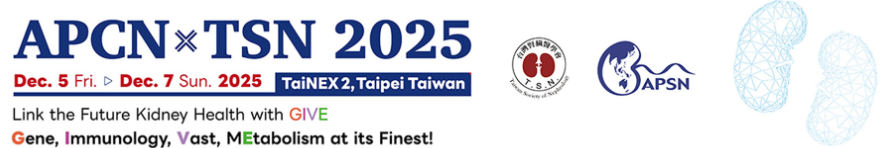 APCN×TSN 2025
Dec. 5 Fri. ▷ Dec. 7 Sun. 2025 TaiNEX 2, Taipei Taiwan
Link the Future Kidney Health with GIVE
Gene, Immunology, Vast, MEtabolism at its Finest!
台灣腎臟醫學會
T.S.N.
Taiwan Society of Nephrology
APSN